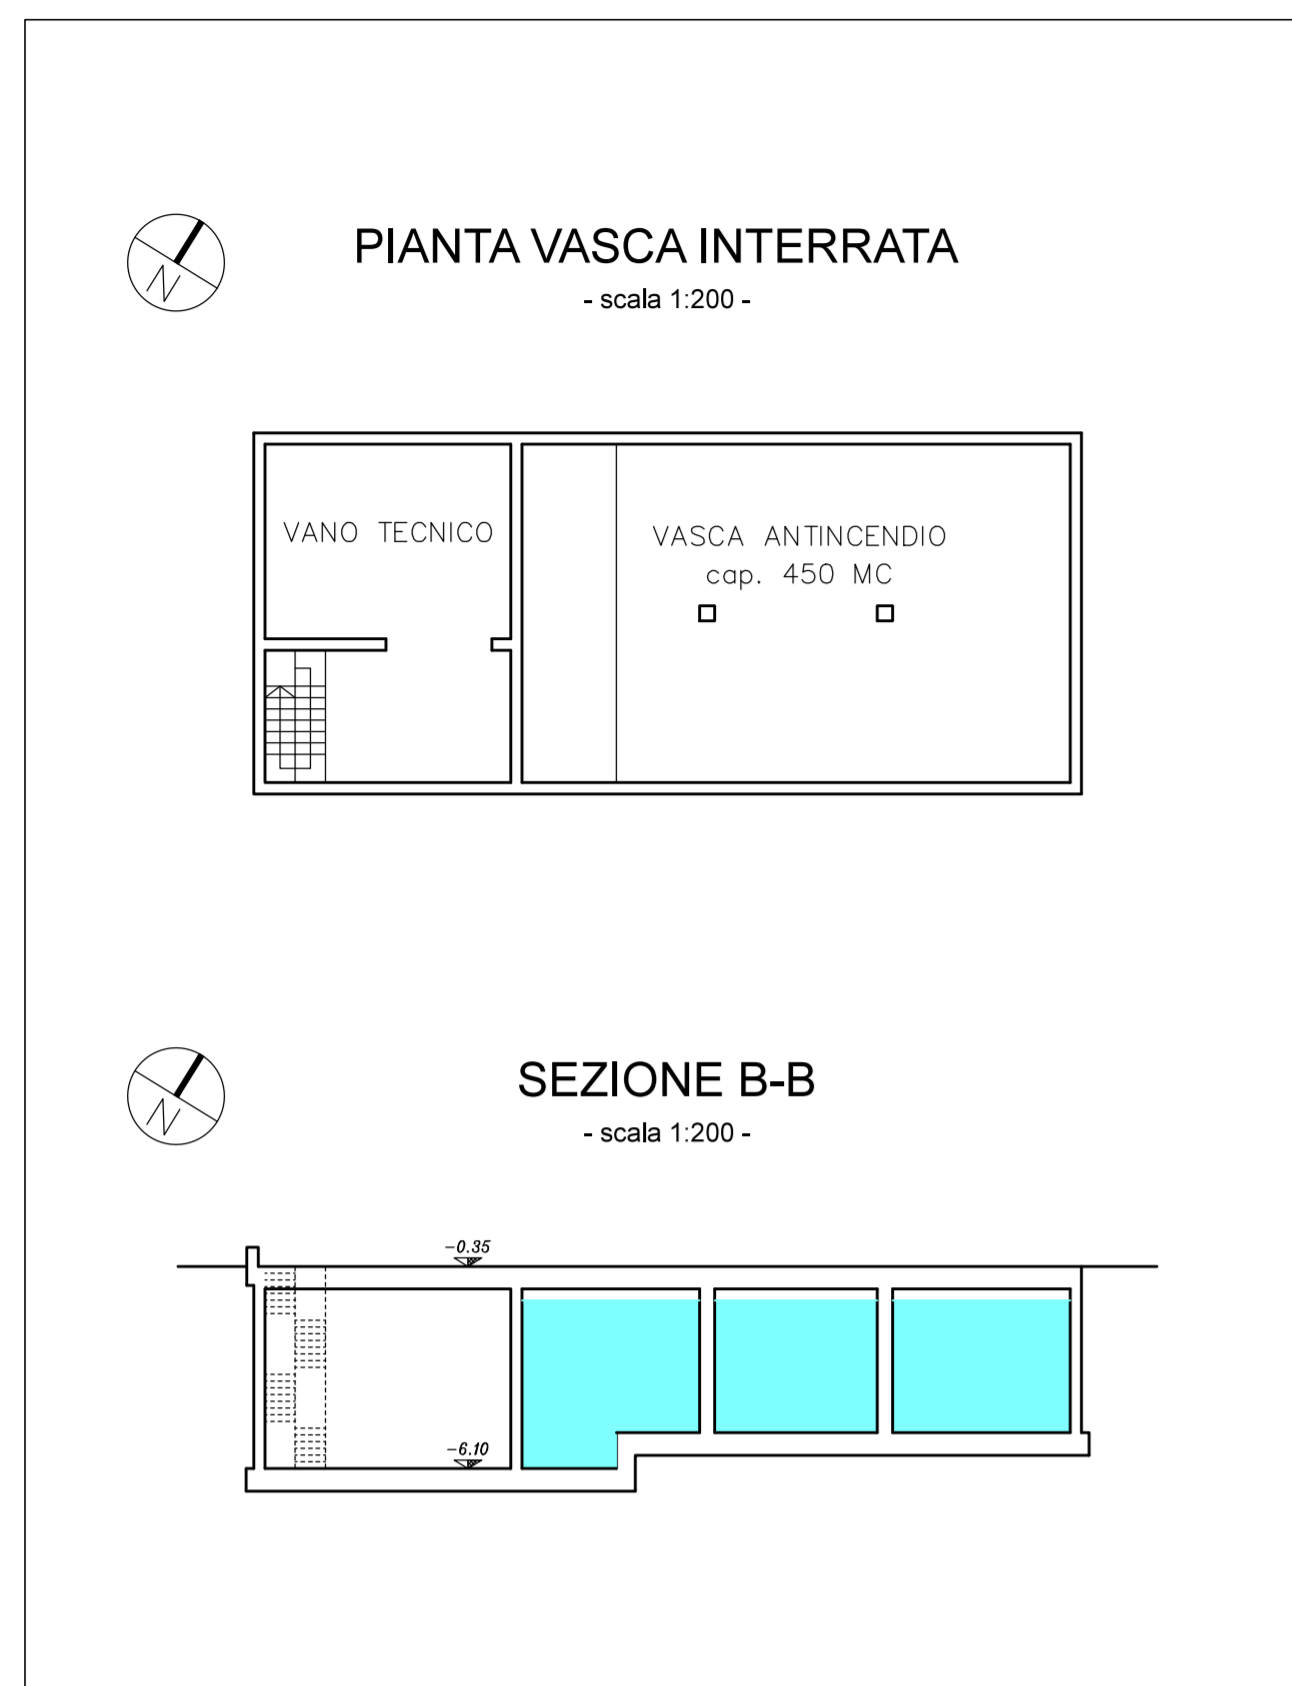 N
PIANTA VASCA INTERRATA
- scala 1:200 -
VANO TECNICO
VASCA ANTINCENDIO
cap. 450 MC
N
SEZIONE B-B
- scala 1:200 -
-0.35
-6.10